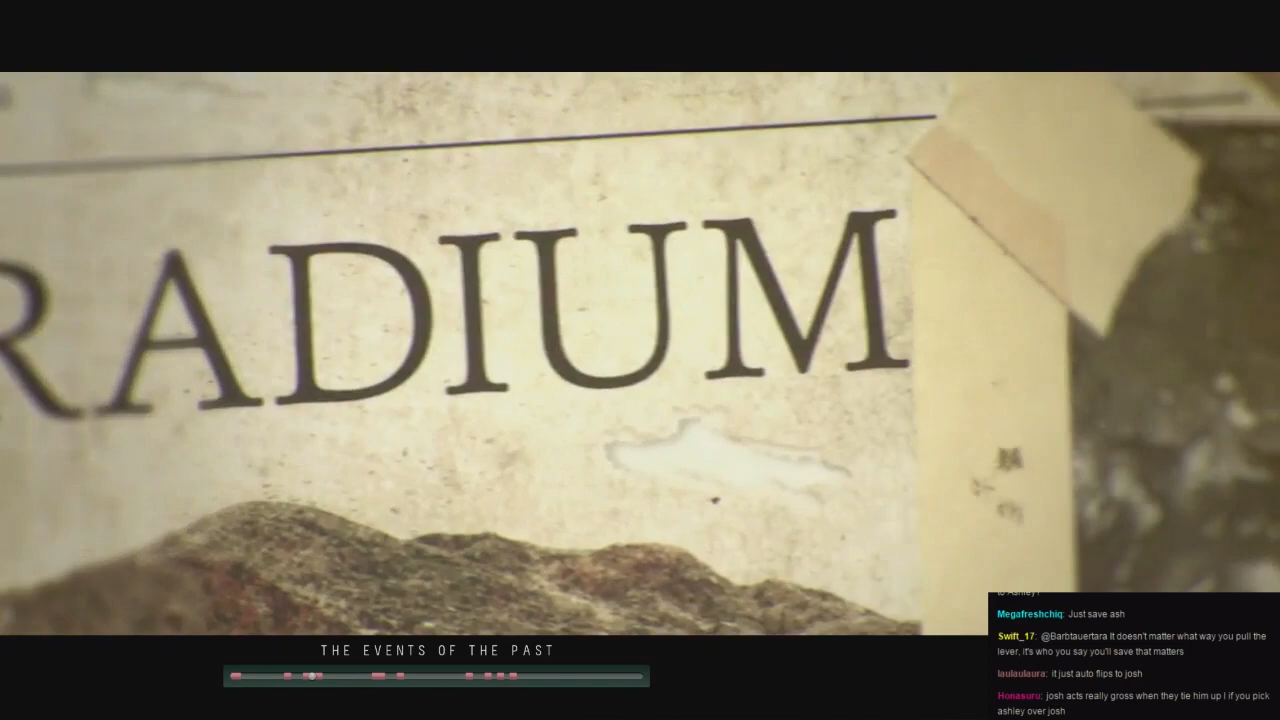 RADIUM
THE EVENTS OF THE PAST
to Ashley?
Megafreshchiq: Just save ash
Swift_17: @Barbtauertara It doesn't matter what way you pull the
lever, it's who you say you'll save that matters
laulaulaura: it just auto flips to josh
Honasuru: josh acts really gross when they tie him up I if you pick
ashley over josh